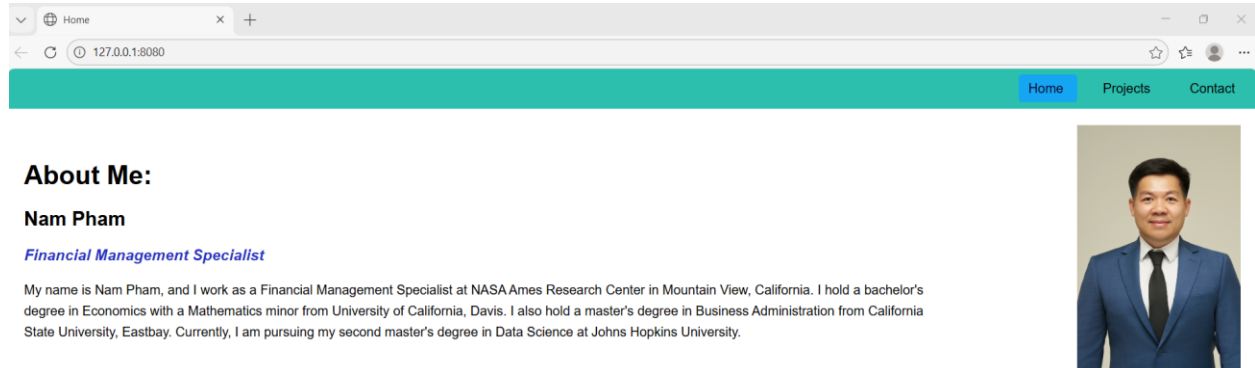 Home
127.0.0.1:8080
Home Projects Contact
About Me:
Nam Pham
Financial Management Specialist
My name is Nam Pham, and I work as a Financial Management Specialist at NASA Ames Research Center in Mountain View, California. I hold a bachelor's
degree in Economics with a Mathematics minor from University of California, Davis. I also hold a master's degree in Business Administration from California
State University, Eastbay. Currently, I am pursuing my second master's degree in Data Science at Johns Hopkins University.